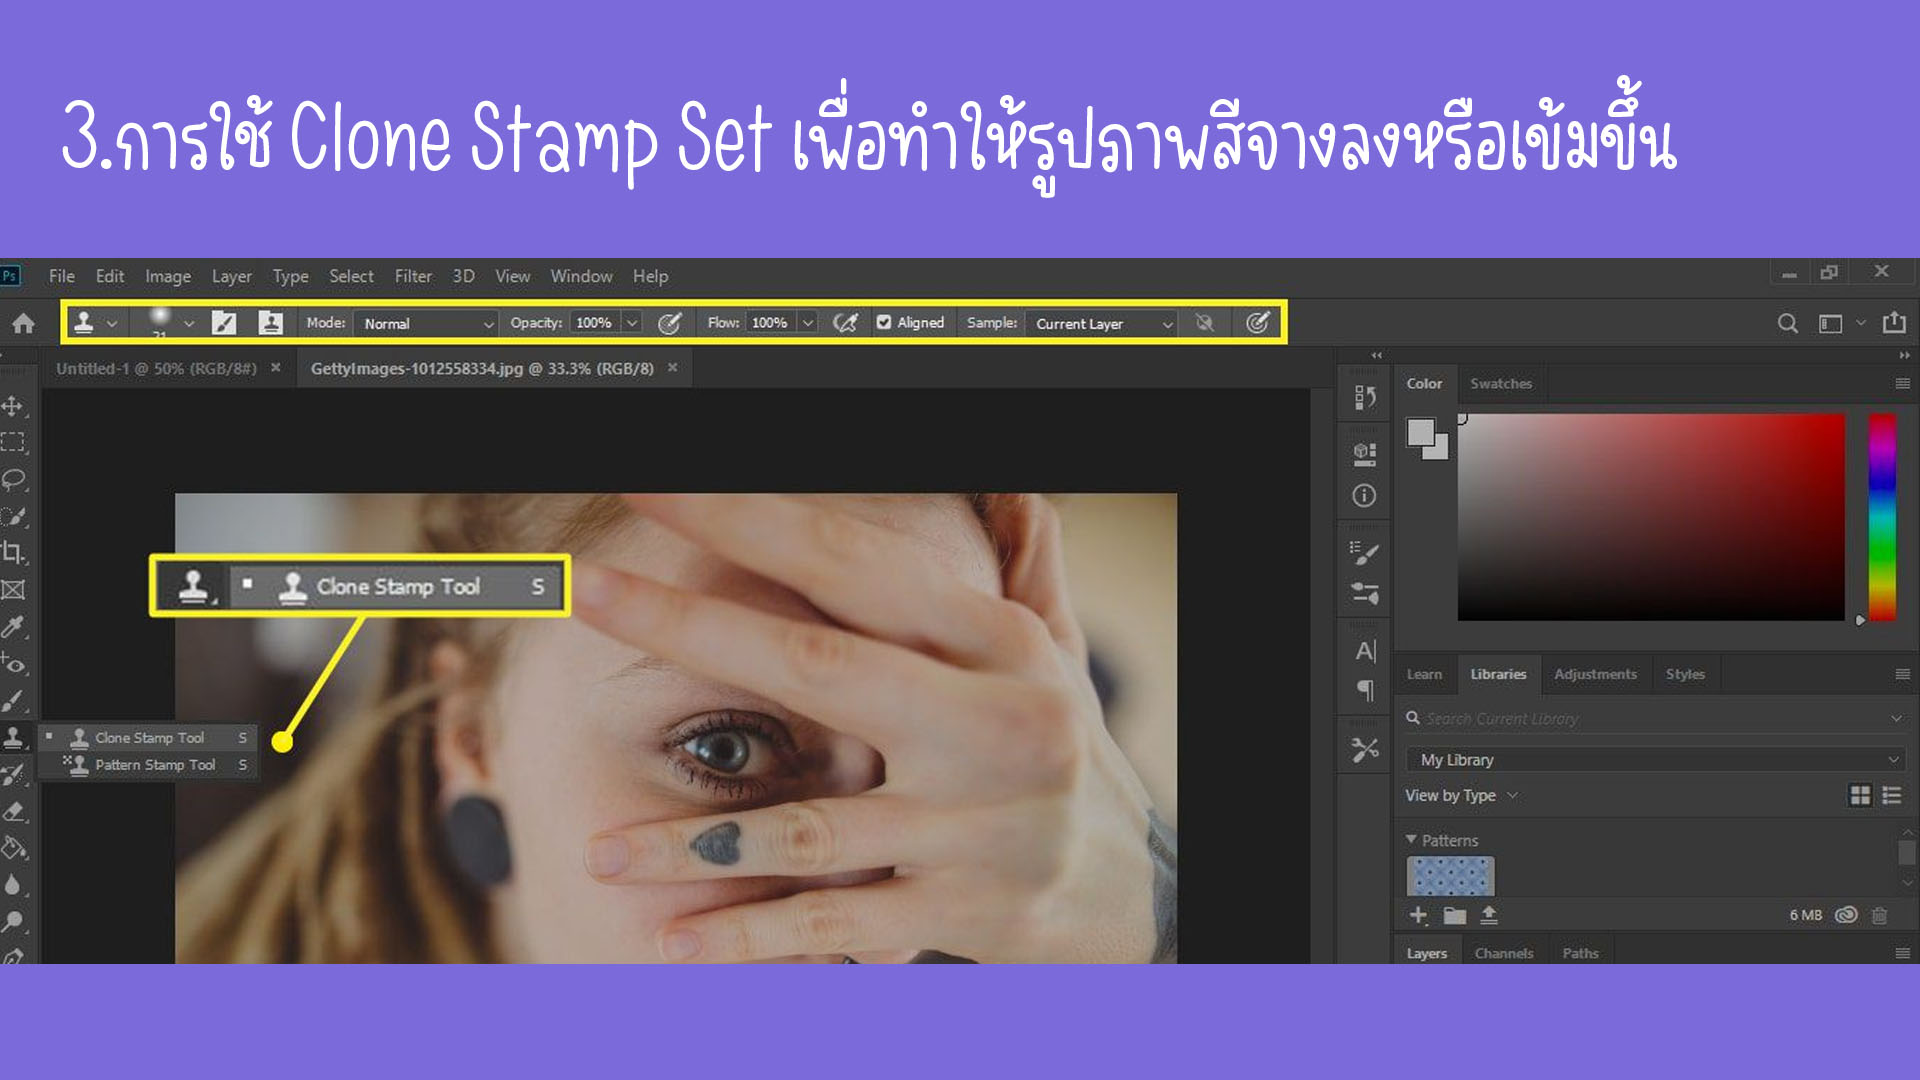 3.การใช้ Clone Stamp Set เพื่อทำให้รูปภาพสีจางลงหรือเข้มขึ้น
Ps File Edit Image Layer Type Select Filter 3D View Window Help
21 Mode: Normal Opacity: 100% Flow: 100% Aligned Sample: Current Layer
Untitled-1 @ 50% (RGB/8#) × GettyImages-1012558334.jpg @ 33.3% (RGB/8) ×
Color Swatches
Clone Stamp Tool S
Learn Libraries Adjustments Styles
Search Current Library
Clone Stamp Tool S
Pattern Stamp Tool S
My Library
View by Type
Patterns
6 MB
Layers Channels Paths